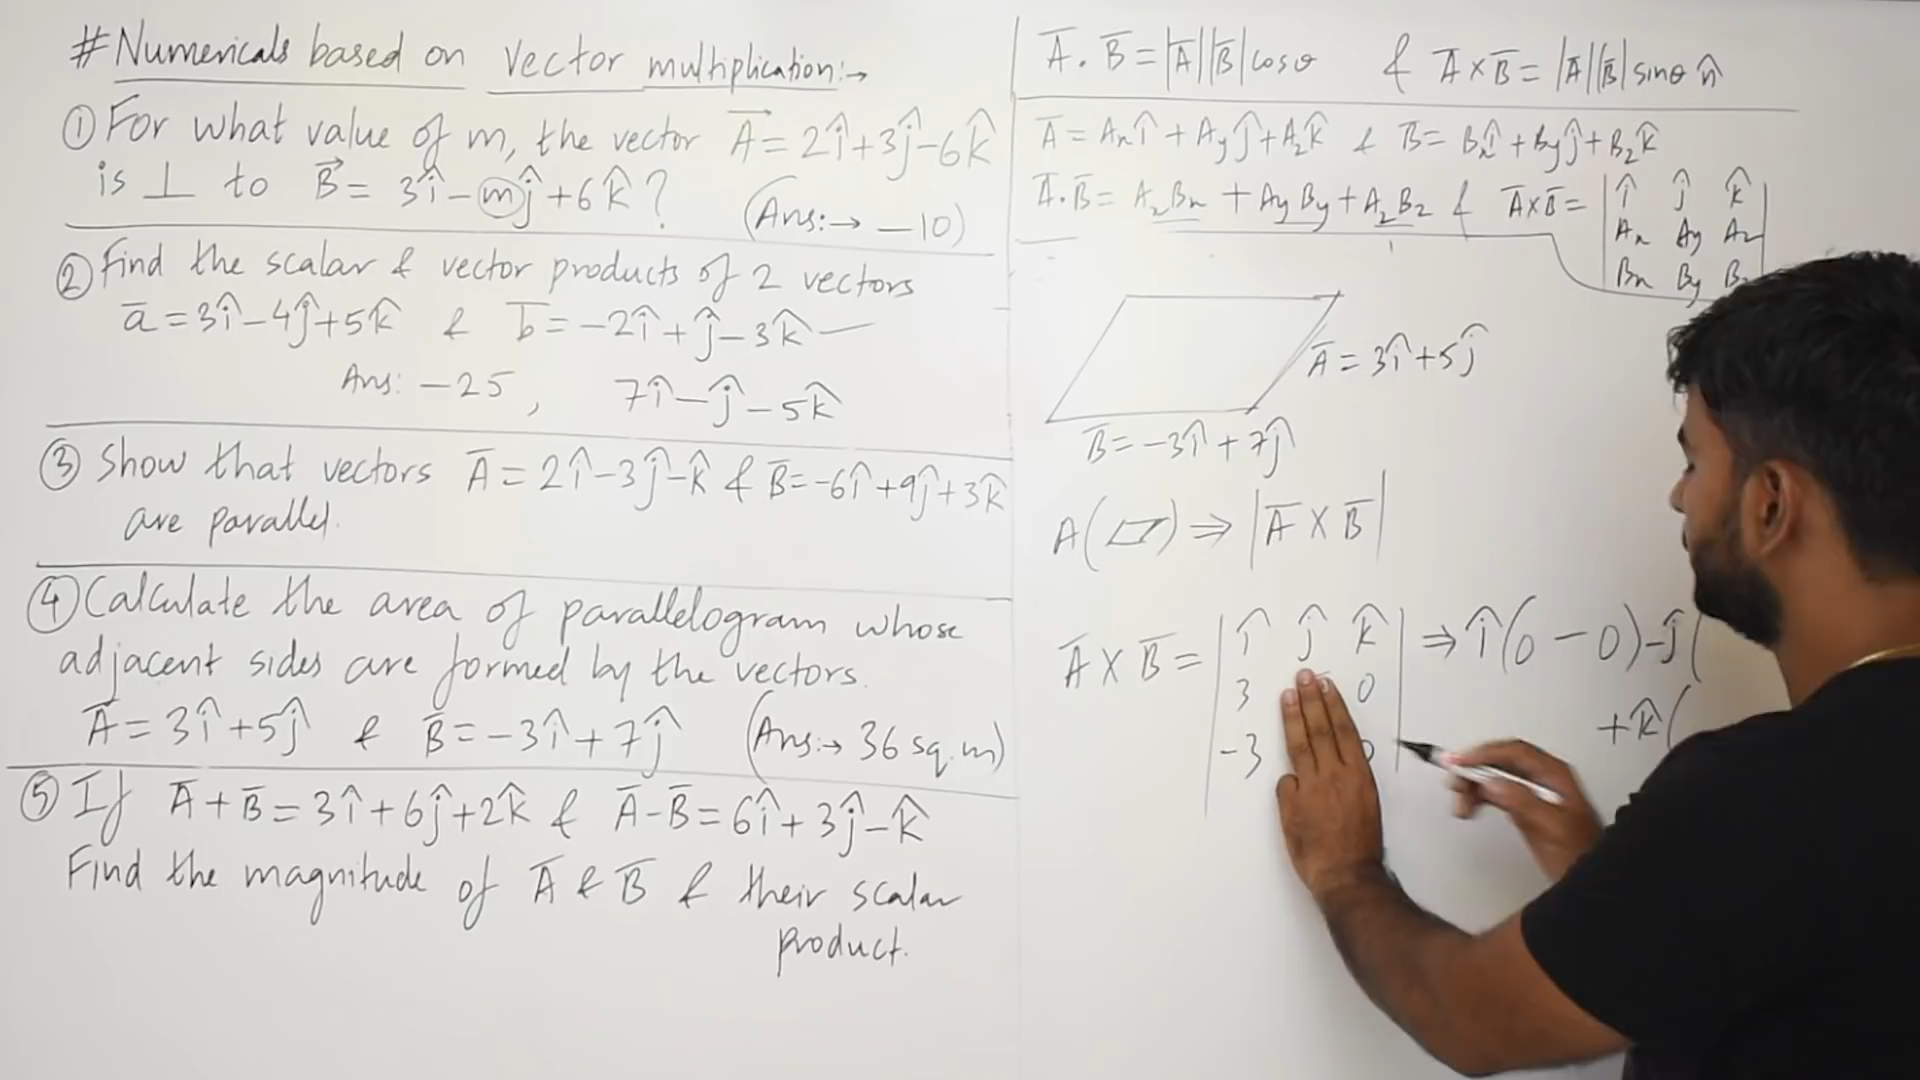 #Numericals based on vector multiplication:→
① For what value of m, the vector A⃗ = 2î+3ĵ-6k̂
is ⊥ to B⃗ = 3î-mĵ+6k̂? (Ans:→ -10)
② Find the scalar & vector products of 2 vectors
a̅ = 3î-4ĵ+5k̂ & b̅ = -2î+ĵ-3k̂
Ans: -25, 7î-ĵ-5k̂
③ Show that vectors A̅ = 2î-3ĵ-k̂ & B̅ = -6î+9ĵ+3k̂
are parallel.
④ Calculate the area of parallelogram whose
adjacent sides are formed by the vectors.
A̅ = 3î+5ĵ & B̅ = -3î+7ĵ (Ans:→ 36 sq.m)
⑤ If A̅+B̅ = 3î+6ĵ+2k̂ & A̅-B̅ = 6î+3ĵ-k̂
Find the magnitude of A̅ & B̅ & their scalar
product.
A̅.B̅ = |A̅||B̅|cosθ & A̅×B̅ = |A̅||B̅|sinθ n̂
A̅ = Axî + Ayĵ + Azk̂ & B̅ = Bxî + Byĵ + Bzk̂
A̅.B̅ = AxBx + AyBy + AzBz & A̅×B̅ = | î ĵ k̂ |
Ax Ay Az
Bx By
A̅ = 3î+5ĵ
B̅ = -3î+7ĵ
A(▱) ⇒ |A̅ × B̅|
A̅ × B̅ = | î ĵ k̂ | ⇒ î(0-0)-ĵ(
3 0
+k̂(
-3